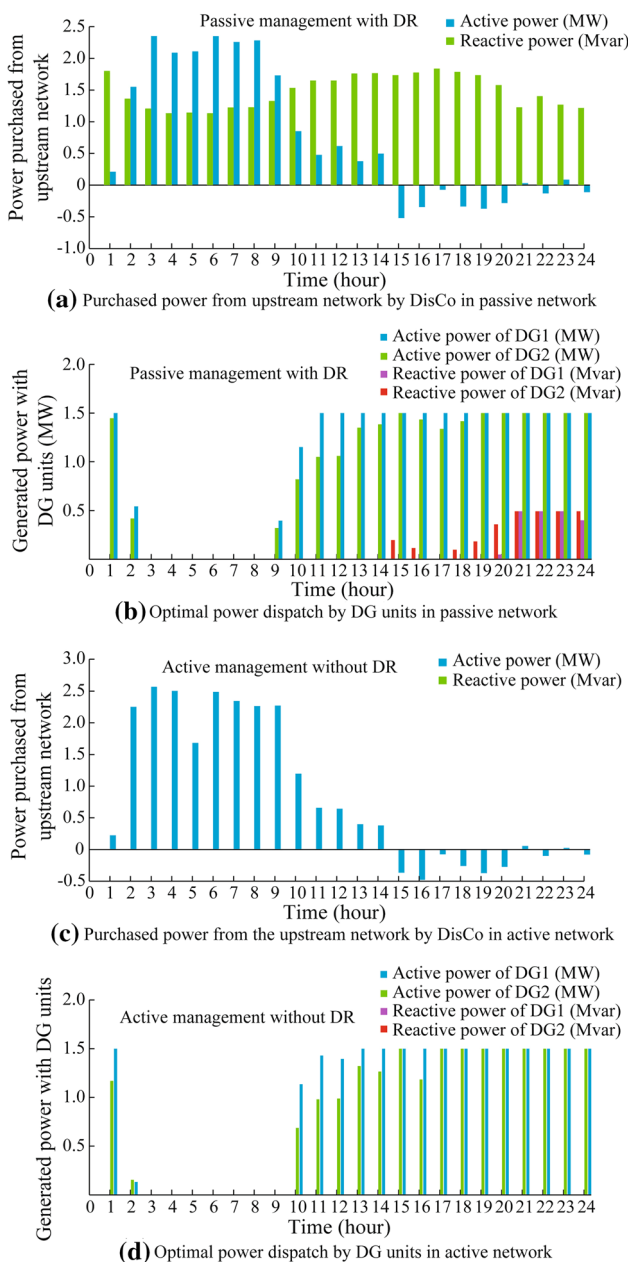 Passive management with DR
Active power (MW)
Reactive power (Mvar)
Power purchased from
upstream network
2.5
2.0
1.5
1.0
0.5
0
-0.5
-1.0
0 1 2 3 4 5 6 7 8 9 10 11 12 13 14 15 16 17 18 19 20 21 22 23 24
Time (hour)
(a) Purchased power from upstream network by DisCo in passive network
Active power of DG1 (MW)
Active power of DG2 (MW)
Reactive power of DG1 (Mvar)
Reactive power of DG2 (Mvar)
Passive management with DR
Generated power with
DG units (MW)
2.0
1.5
1.0
0.5
0 1 2 3 4 5 6 7 8 9 10 11 12 13 14 15 16 17 18 19 20 21 22 23 24
Time (hour)
(b) Optimal power dispatch by DG units in passive network
Active management without DR
Active power (MW)
Reactive power (Mvar)
Power purchased from
upstream network
3.0
2.5
2.0
1.5
1.0
0.5
0
-0.5
0 1 2 3 4 5 6 7 8 9 10 11 12 13 14 15 16 17 18 19 20 21 22 23 24
Time (hour)
(c) Purchased power from the upstream network by DisCo in active network
Active power of DG1 (MW)
Active power of DG2 (MW)
Reactive power of DG1 (Mvar)
Reactive power of DG2 (Mvar)
Active management without DR
Generated power with DG units
2.0
1.5
1.0
0.5
0 1 2 3 4 5 6 7 8 9 10 11 12 13 14 15 16 17 18 19 20 21 22 23 24
Time (hour)
(d) Optimal power dispatch by DG units in active network